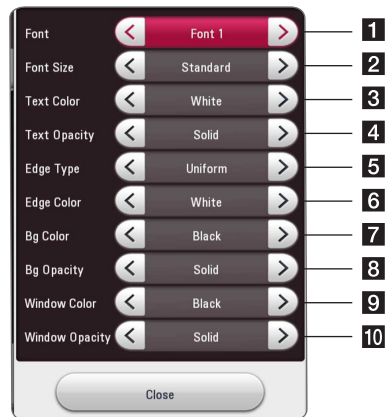 Font Font 1 1
Font Size Standard 2
Text Color White 3
Text Opacity Solid 4
Edge Type Uniform 5
Edge Color White 6
Bg Color Black 7
Bg Opacity Solid 8
Window Color Black 9
Window Opacity Solid 10
Close